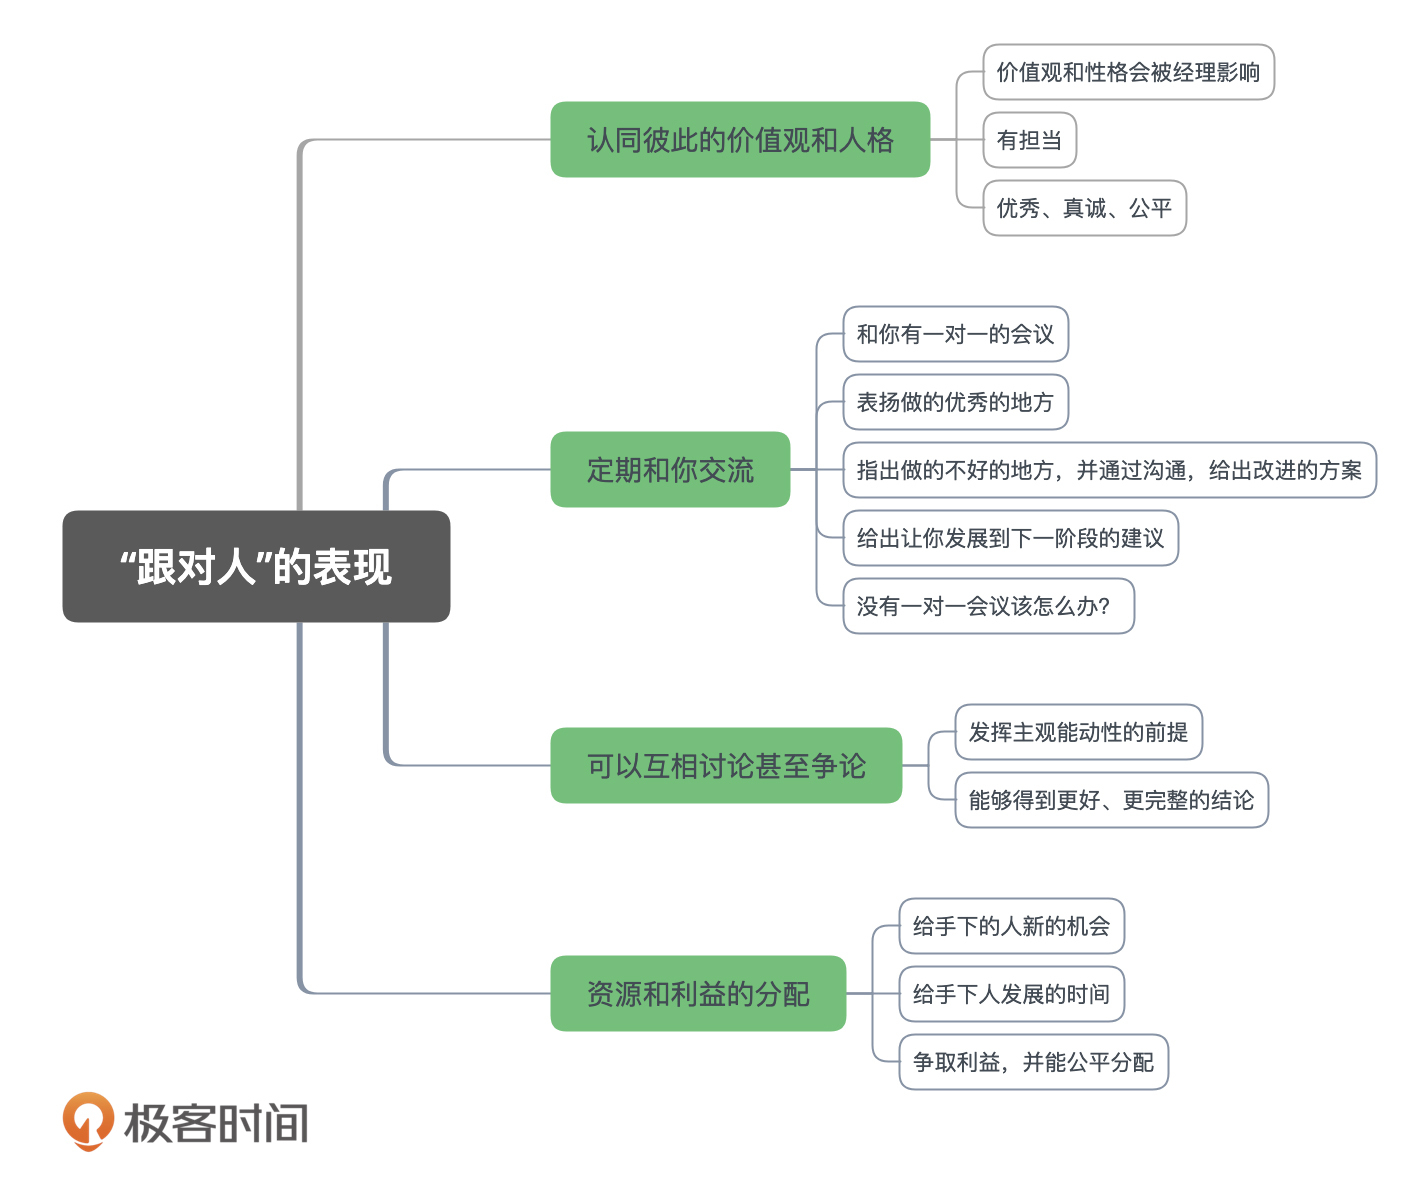 “跟对人”的表现
认同彼此的价值观和人格
价值观和性格会被经理影响
有担当
优秀、真诚、公平
定期和你交流
和你有一对一的会议
表扬做的优秀的地方
指出做的不好的地方，并通过沟通，给出改进的方案
给出让你发展到下一阶段的建议
没有一对一会议该怎么办？
可以互相讨论甚至争论
发挥主观能动性的前提
能够得到更好、更完整的结论
资源和利益的分配
给手下的人新的机会
给手下人发展的时间
争取利益，并能公平分配
极客时间